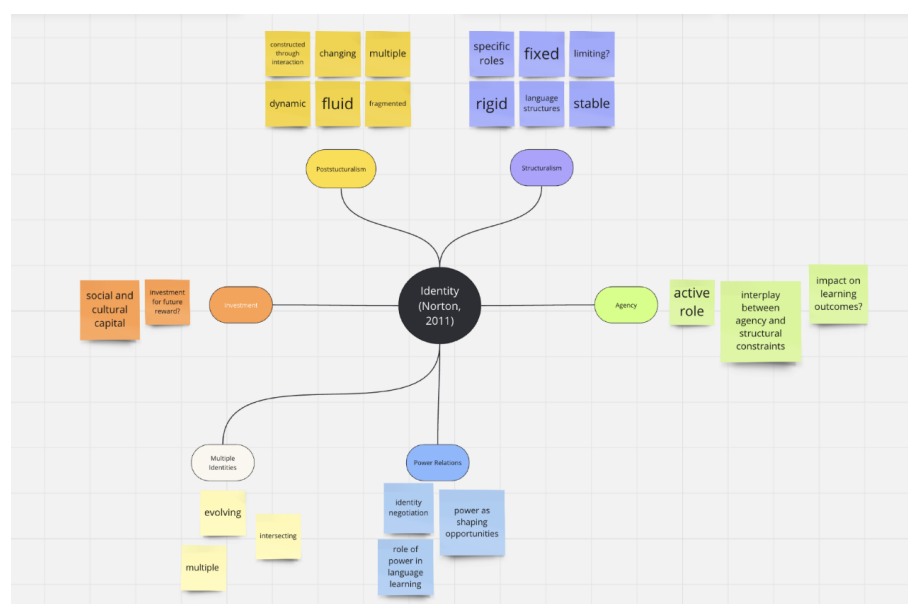 constructed
through
interaction
changing
multiple
dynamic
fluid
fragmented
specific
roles
fixed
limiting?
rigid
language
structures
stable
Poststucturalism
Structuralism
social and
cultural
capital
investment
for future
reward?
Investment
Identity
(Norton,
2011)
Agency
active
role
interplay
between
agency and
structural
constraints
impact on
learning
outcomes?
Multiple
Identities
evolving
intersecting
multiple
Power Relations
identity
negotiation
power as
shaping
opportunities
role of
power in
language
learning